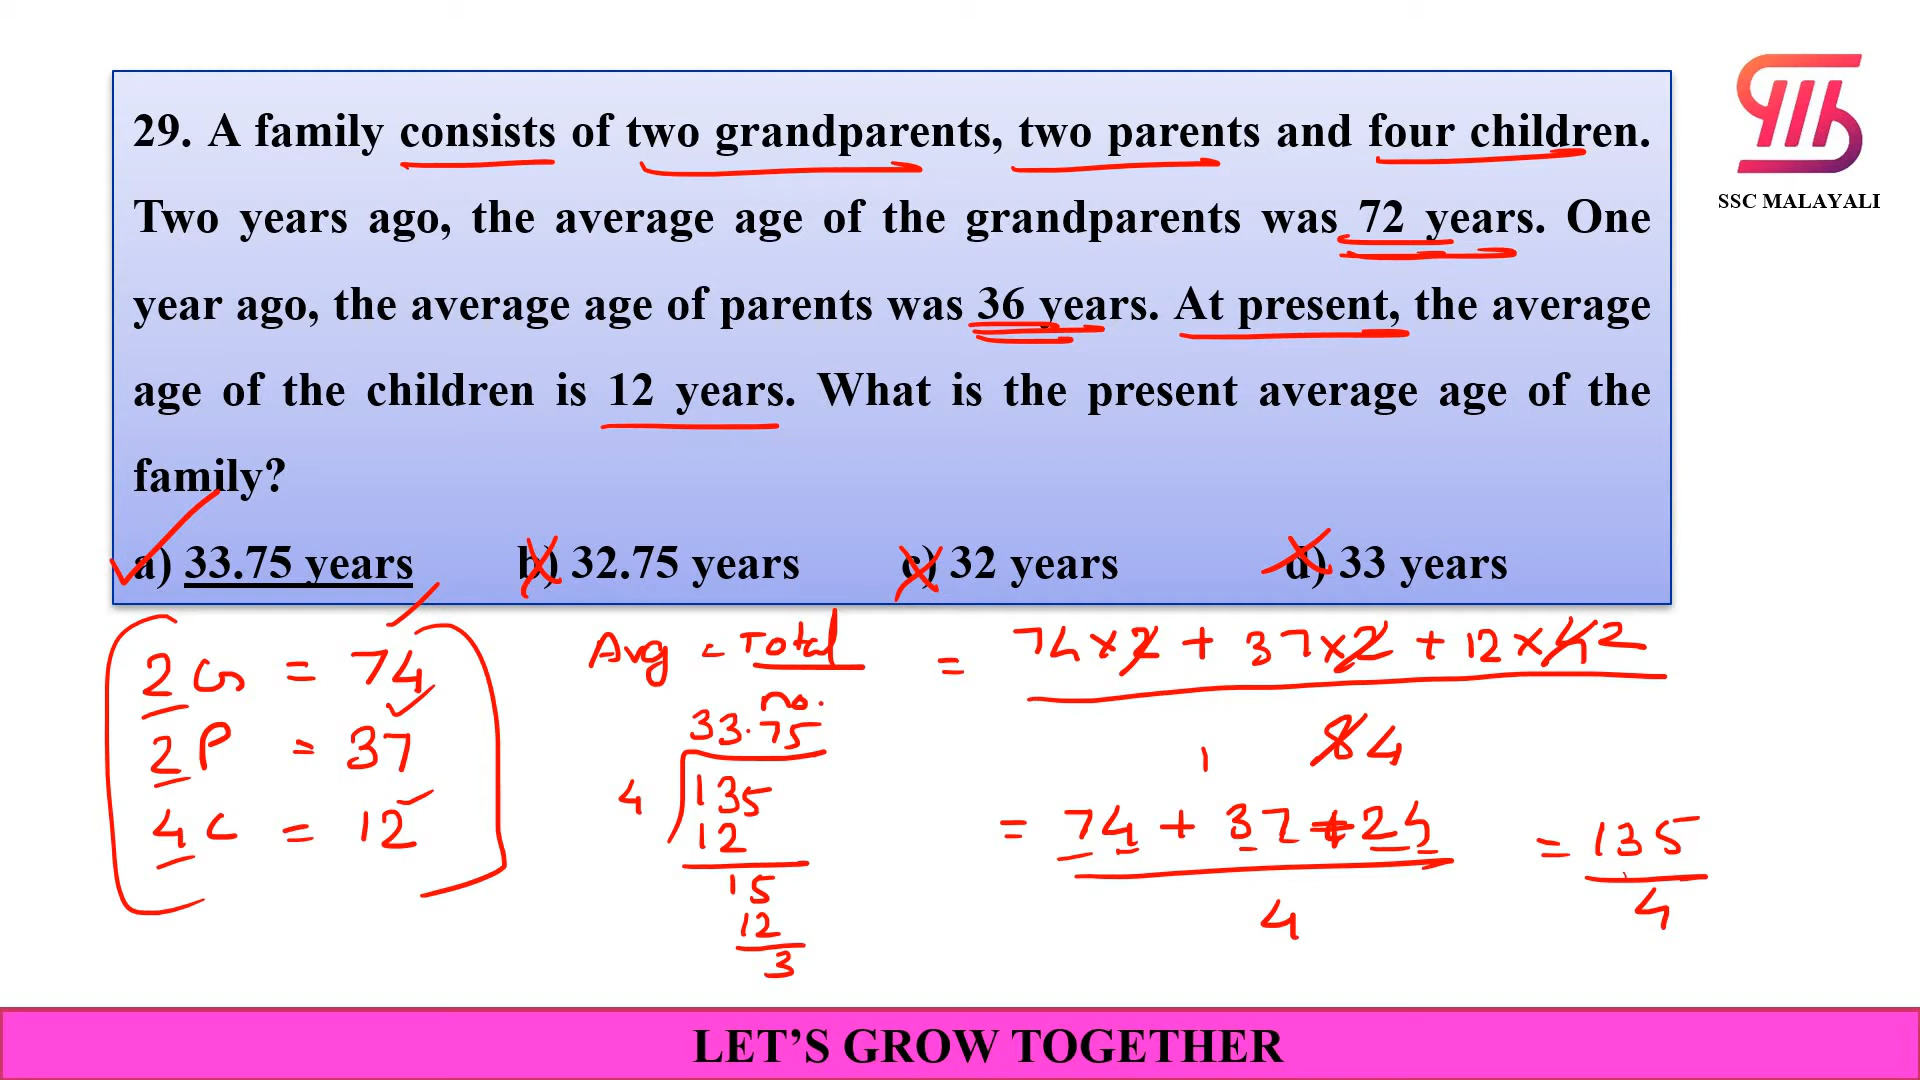 29. A family consists of two grandparents, two parents and four children.
Two years ago, the average age of the grandparents was 72 years. One
year ago, the average age of parents was 36 years. At present, the average
age of the children is 12 years. What is the present average age of the
family?
a) 33.75 years b) 32.75 years c) 32 years d) 33 years
SSC MALAYALI
2G = 74
2P = 37
4C = 12
Avg = Total
no.
33.75
4 135
12
15
12
3
= 74×2 + 37×2 + 12×4 2
8 4
1
= 74 + 37 + 24
4
= 135
4
LET’S GROW TOGETHER